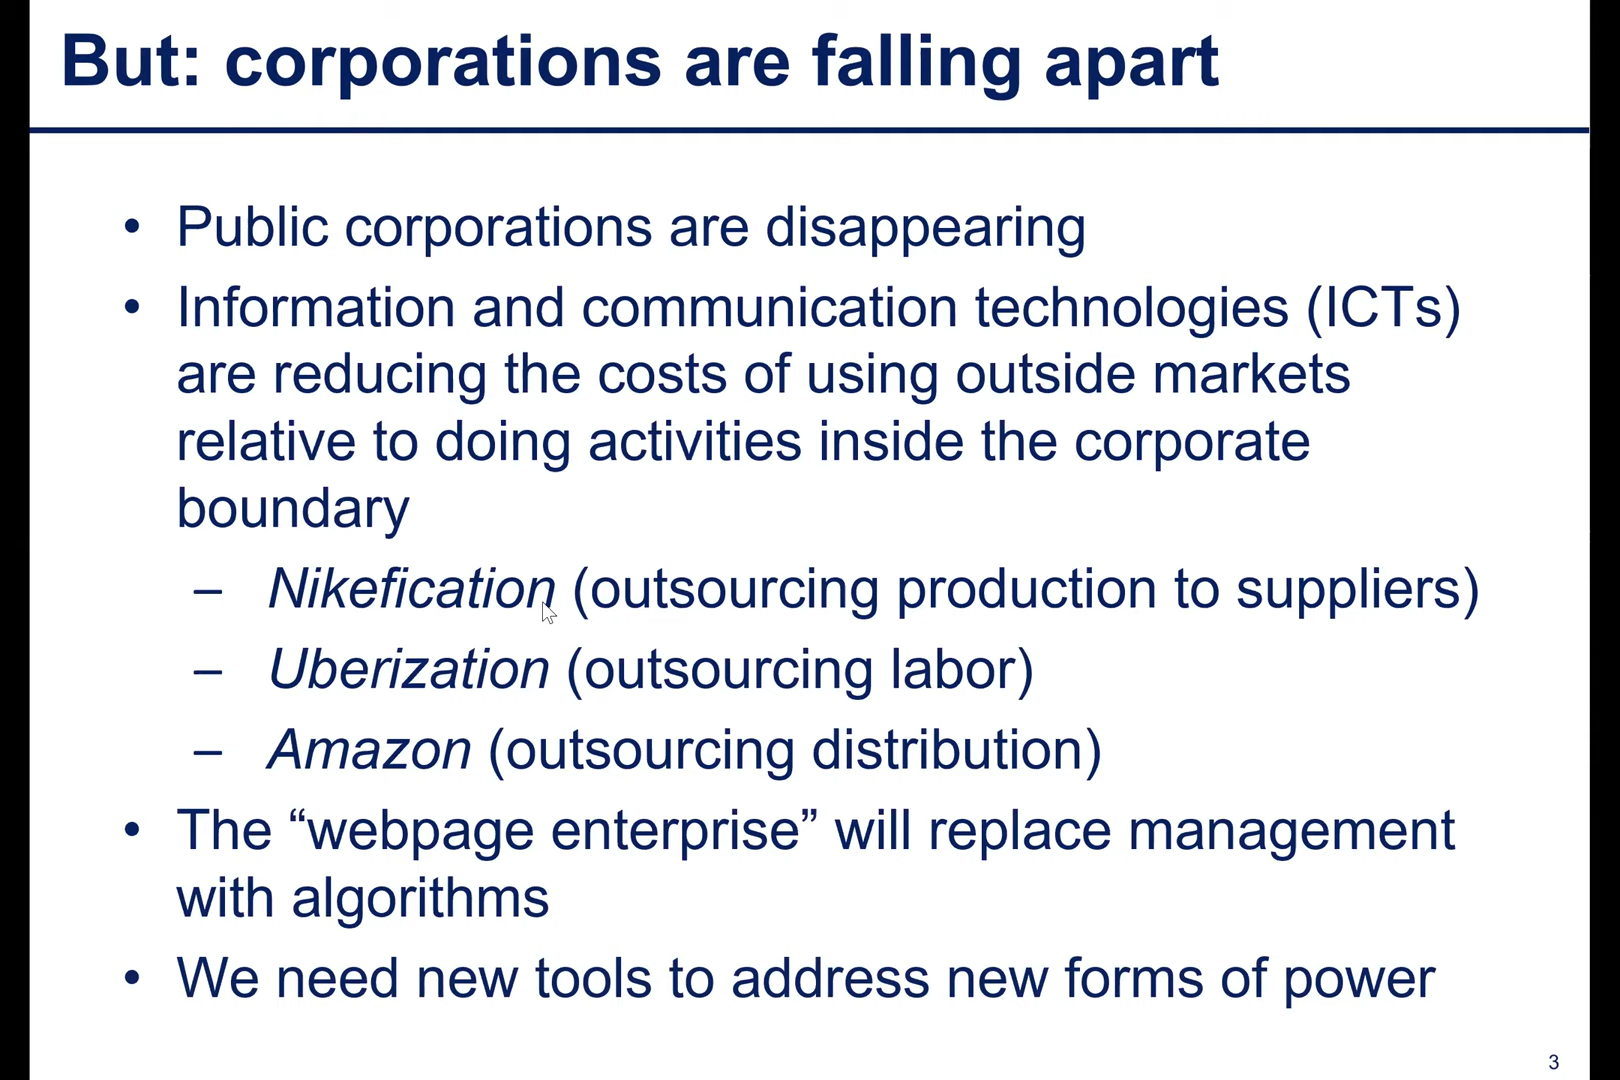 But: corporations are falling apart
• Public corporations are disappearing
• Information and communication technologies (ICTs)
are reducing the costs of using outside markets
relative to doing activities inside the corporate
boundary
– Nikefication (outsourcing production to suppliers)
– Uberization (outsourcing labor)
– Amazon (outsourcing distribution)
• The “webpage enterprise” will replace management
with algorithms
• We need new tools to address new forms of power
3